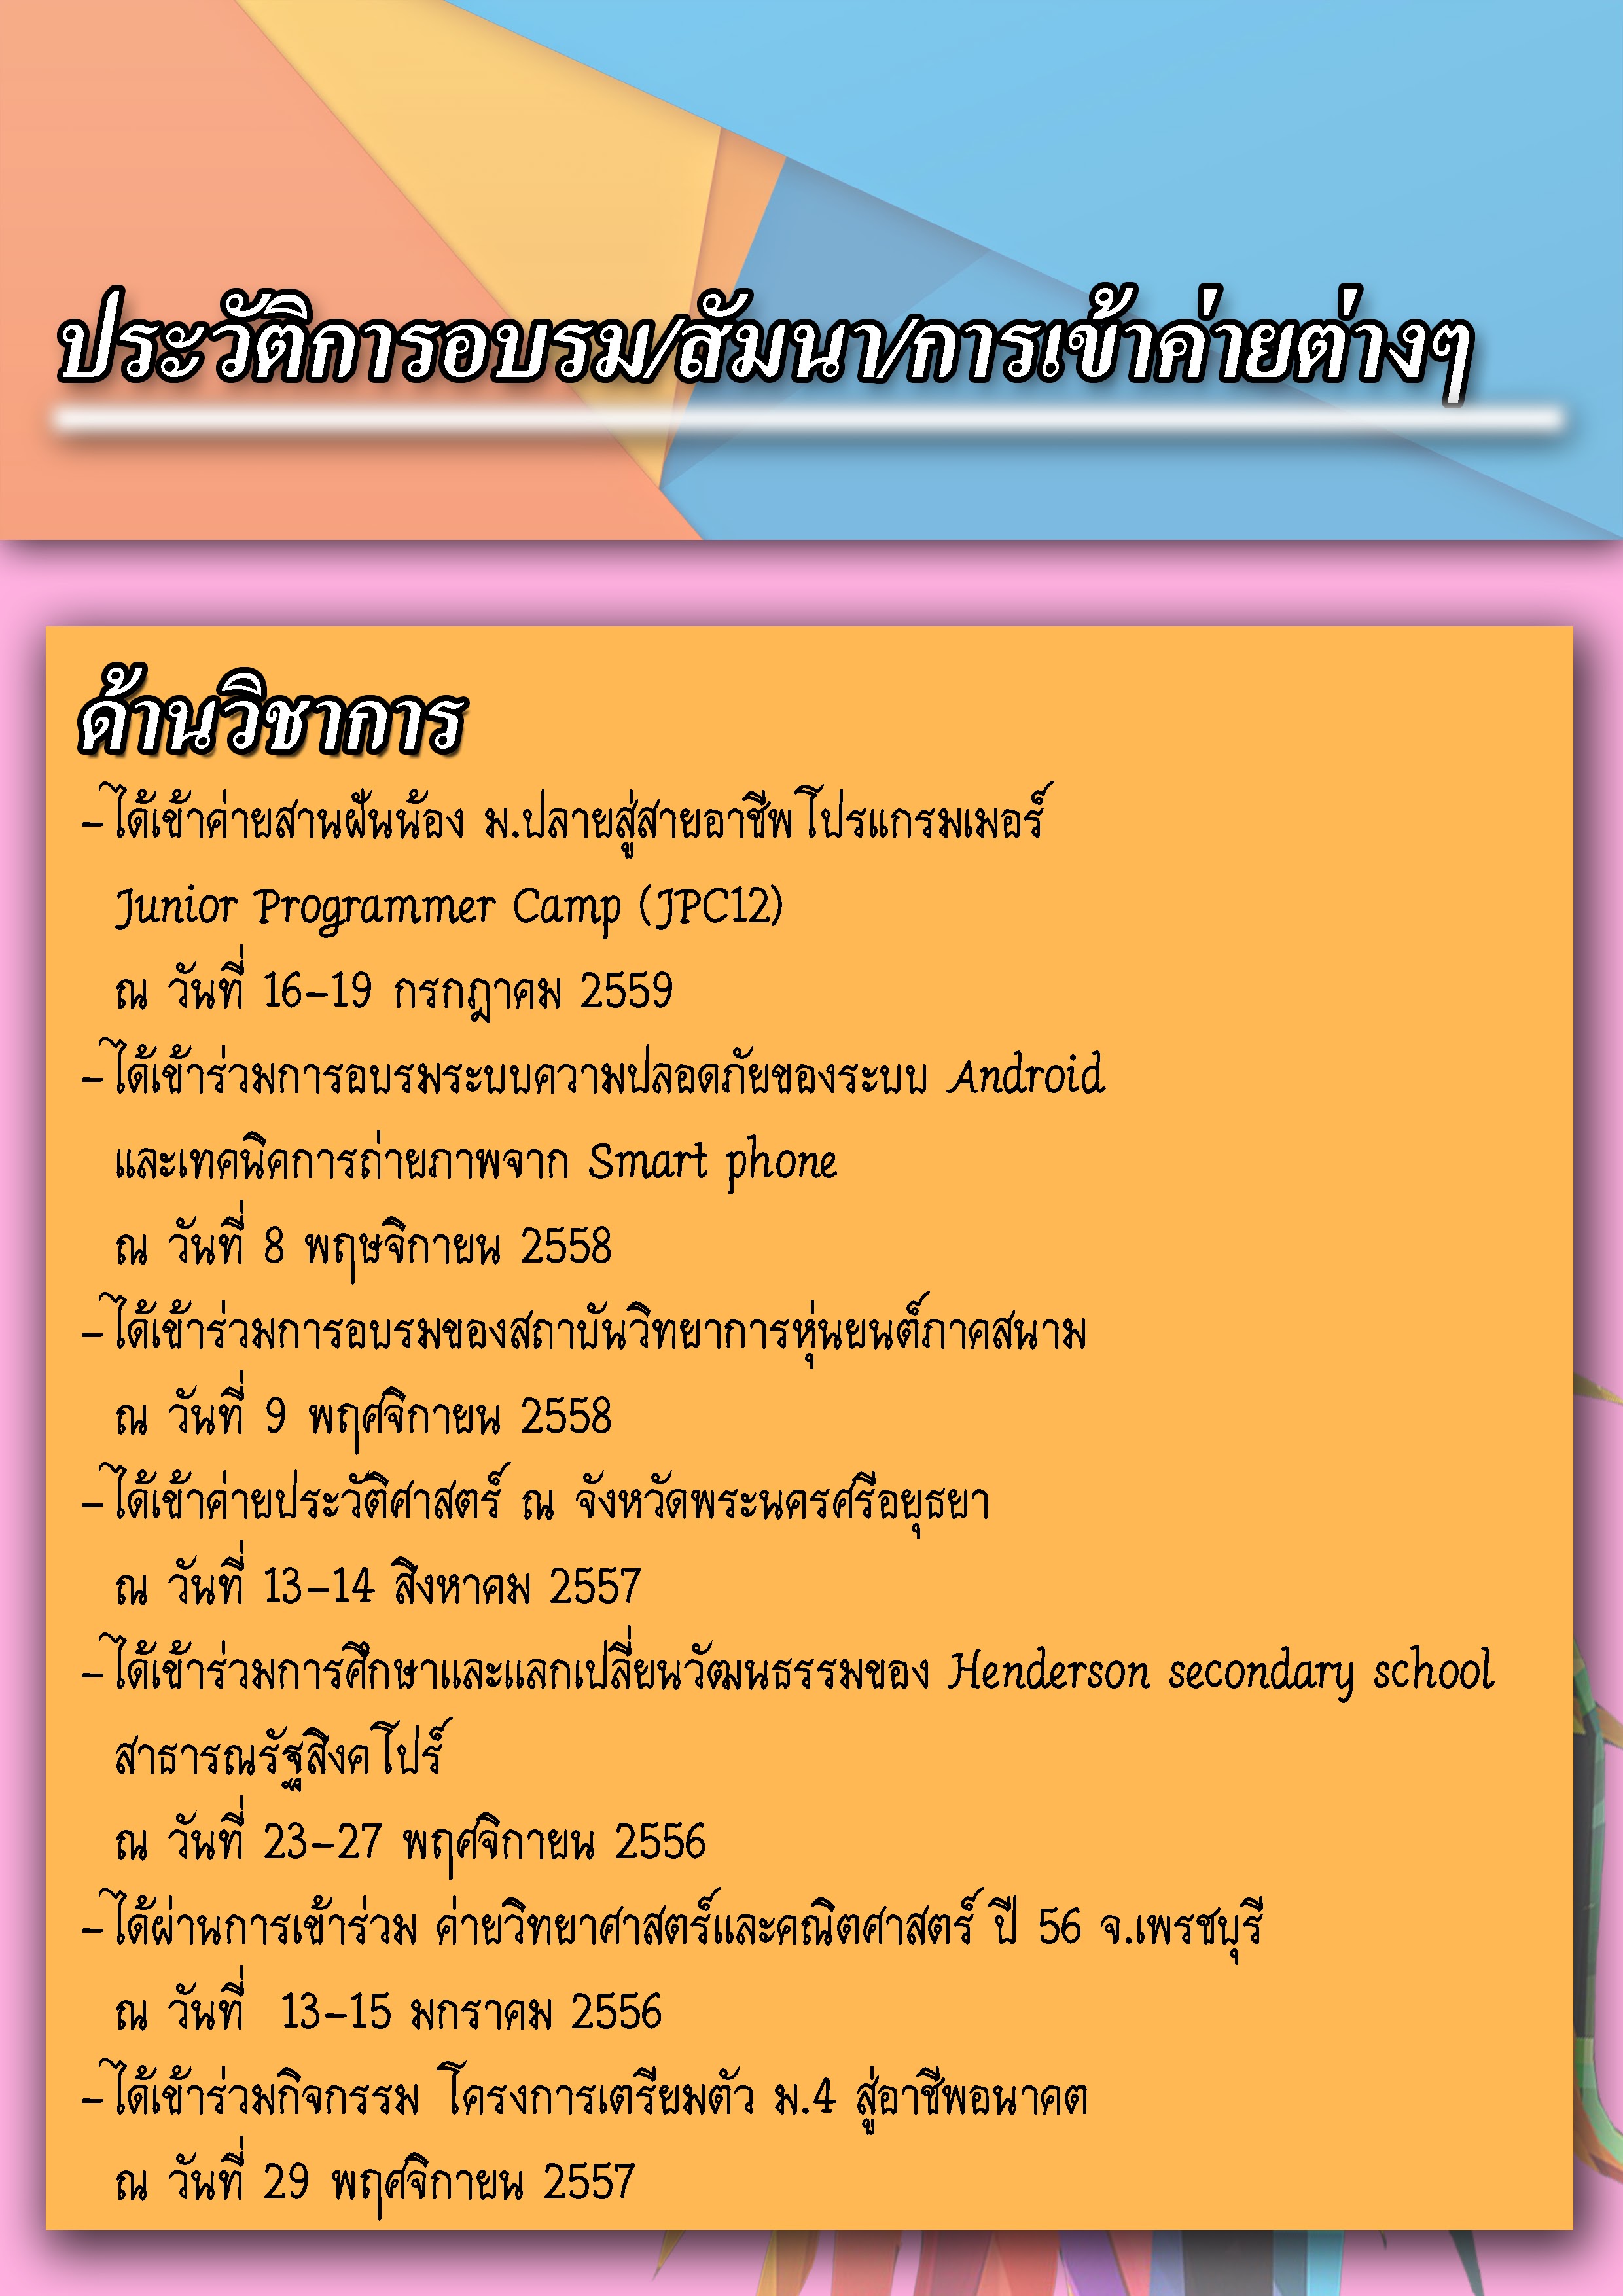 ประวัติการอบรม/สัมนา/การเข้าค่ายต่างๆ
ด้านวิชาการ
-ได้เข้าค่ายสานฝันน้อง ม.ปลายสู่สายอาชีพโปรแกรมเมอร์
Junior Programmer Camp (JPC12)
ณ วันที่ 16-19 กรกฎาคม 2559
-ได้เข้าร่วมการอบรมระบบความปลอดภัยของระบบ Android
และเทคนิคการถ่ายภาพจาก Smart phone
ณ วันที่ 8 พฤษจิกายน 2558
-ได้เข้าร่วมการอบรมของสถาบันวิทยาการหุ่นยนต์ภาคสนาม
ณ วันที่ 9 พฤศจิกายน 2558
-ได้เข้าค่ายประวัติศาสตร์ ณ จังหวัดพระนครศรีอยุธยา
ณ วันที่ 13-14 สิงหาคม 2557
-ได้เข้าร่วมการศึกษาและแลกเปลี่ยนวัฒนธรรมของ Henderson secondary school
สาธารณรัฐสิงคโปร์
ณ วันที่ 23-27 พฤศจิกายน 2556
-ได้ผ่านการเข้าร่วม ค่ายวิทยาศาสตร์และคณิตศาสตร์ ปี 56 จ.เพรชบุรี
ณ วันที่ 13-15 มกราคม 2556
-ได้เข้าร่วมกิจกรรม โครงการเตรียมตัว ม.4 สู่อาชีพอนาคต
ณ วันที่ 29 พฤศจิกายน 2557